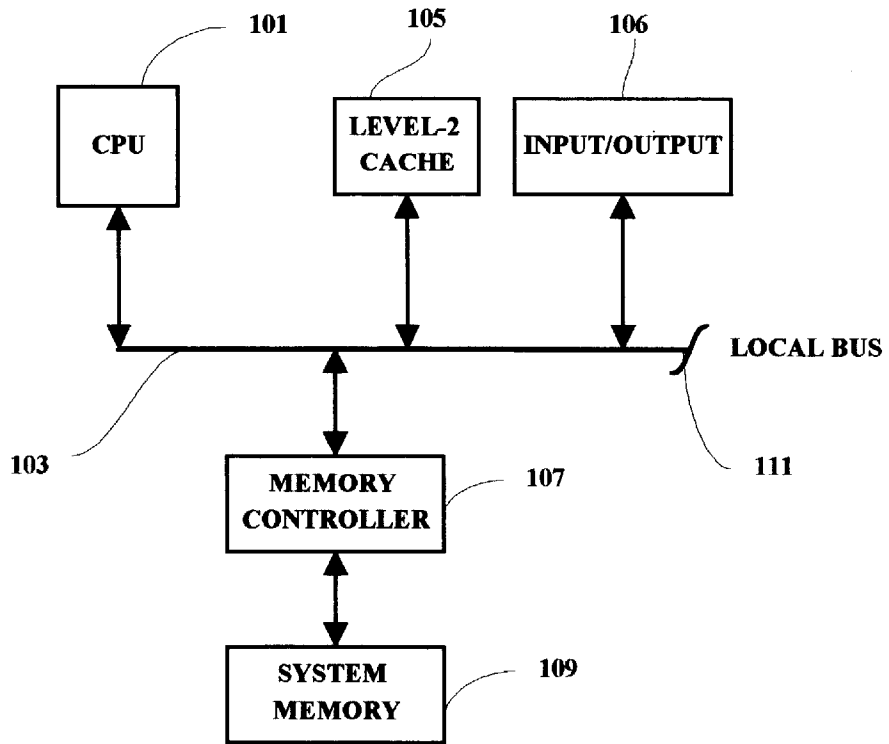 101
105
106
CPU
LEVEL-2
CACHE
INPUT/OUTPUT
LOCAL BUS
103
MEMORY
CONTROLLER
107
111
SYSTEM
MEMORY
109